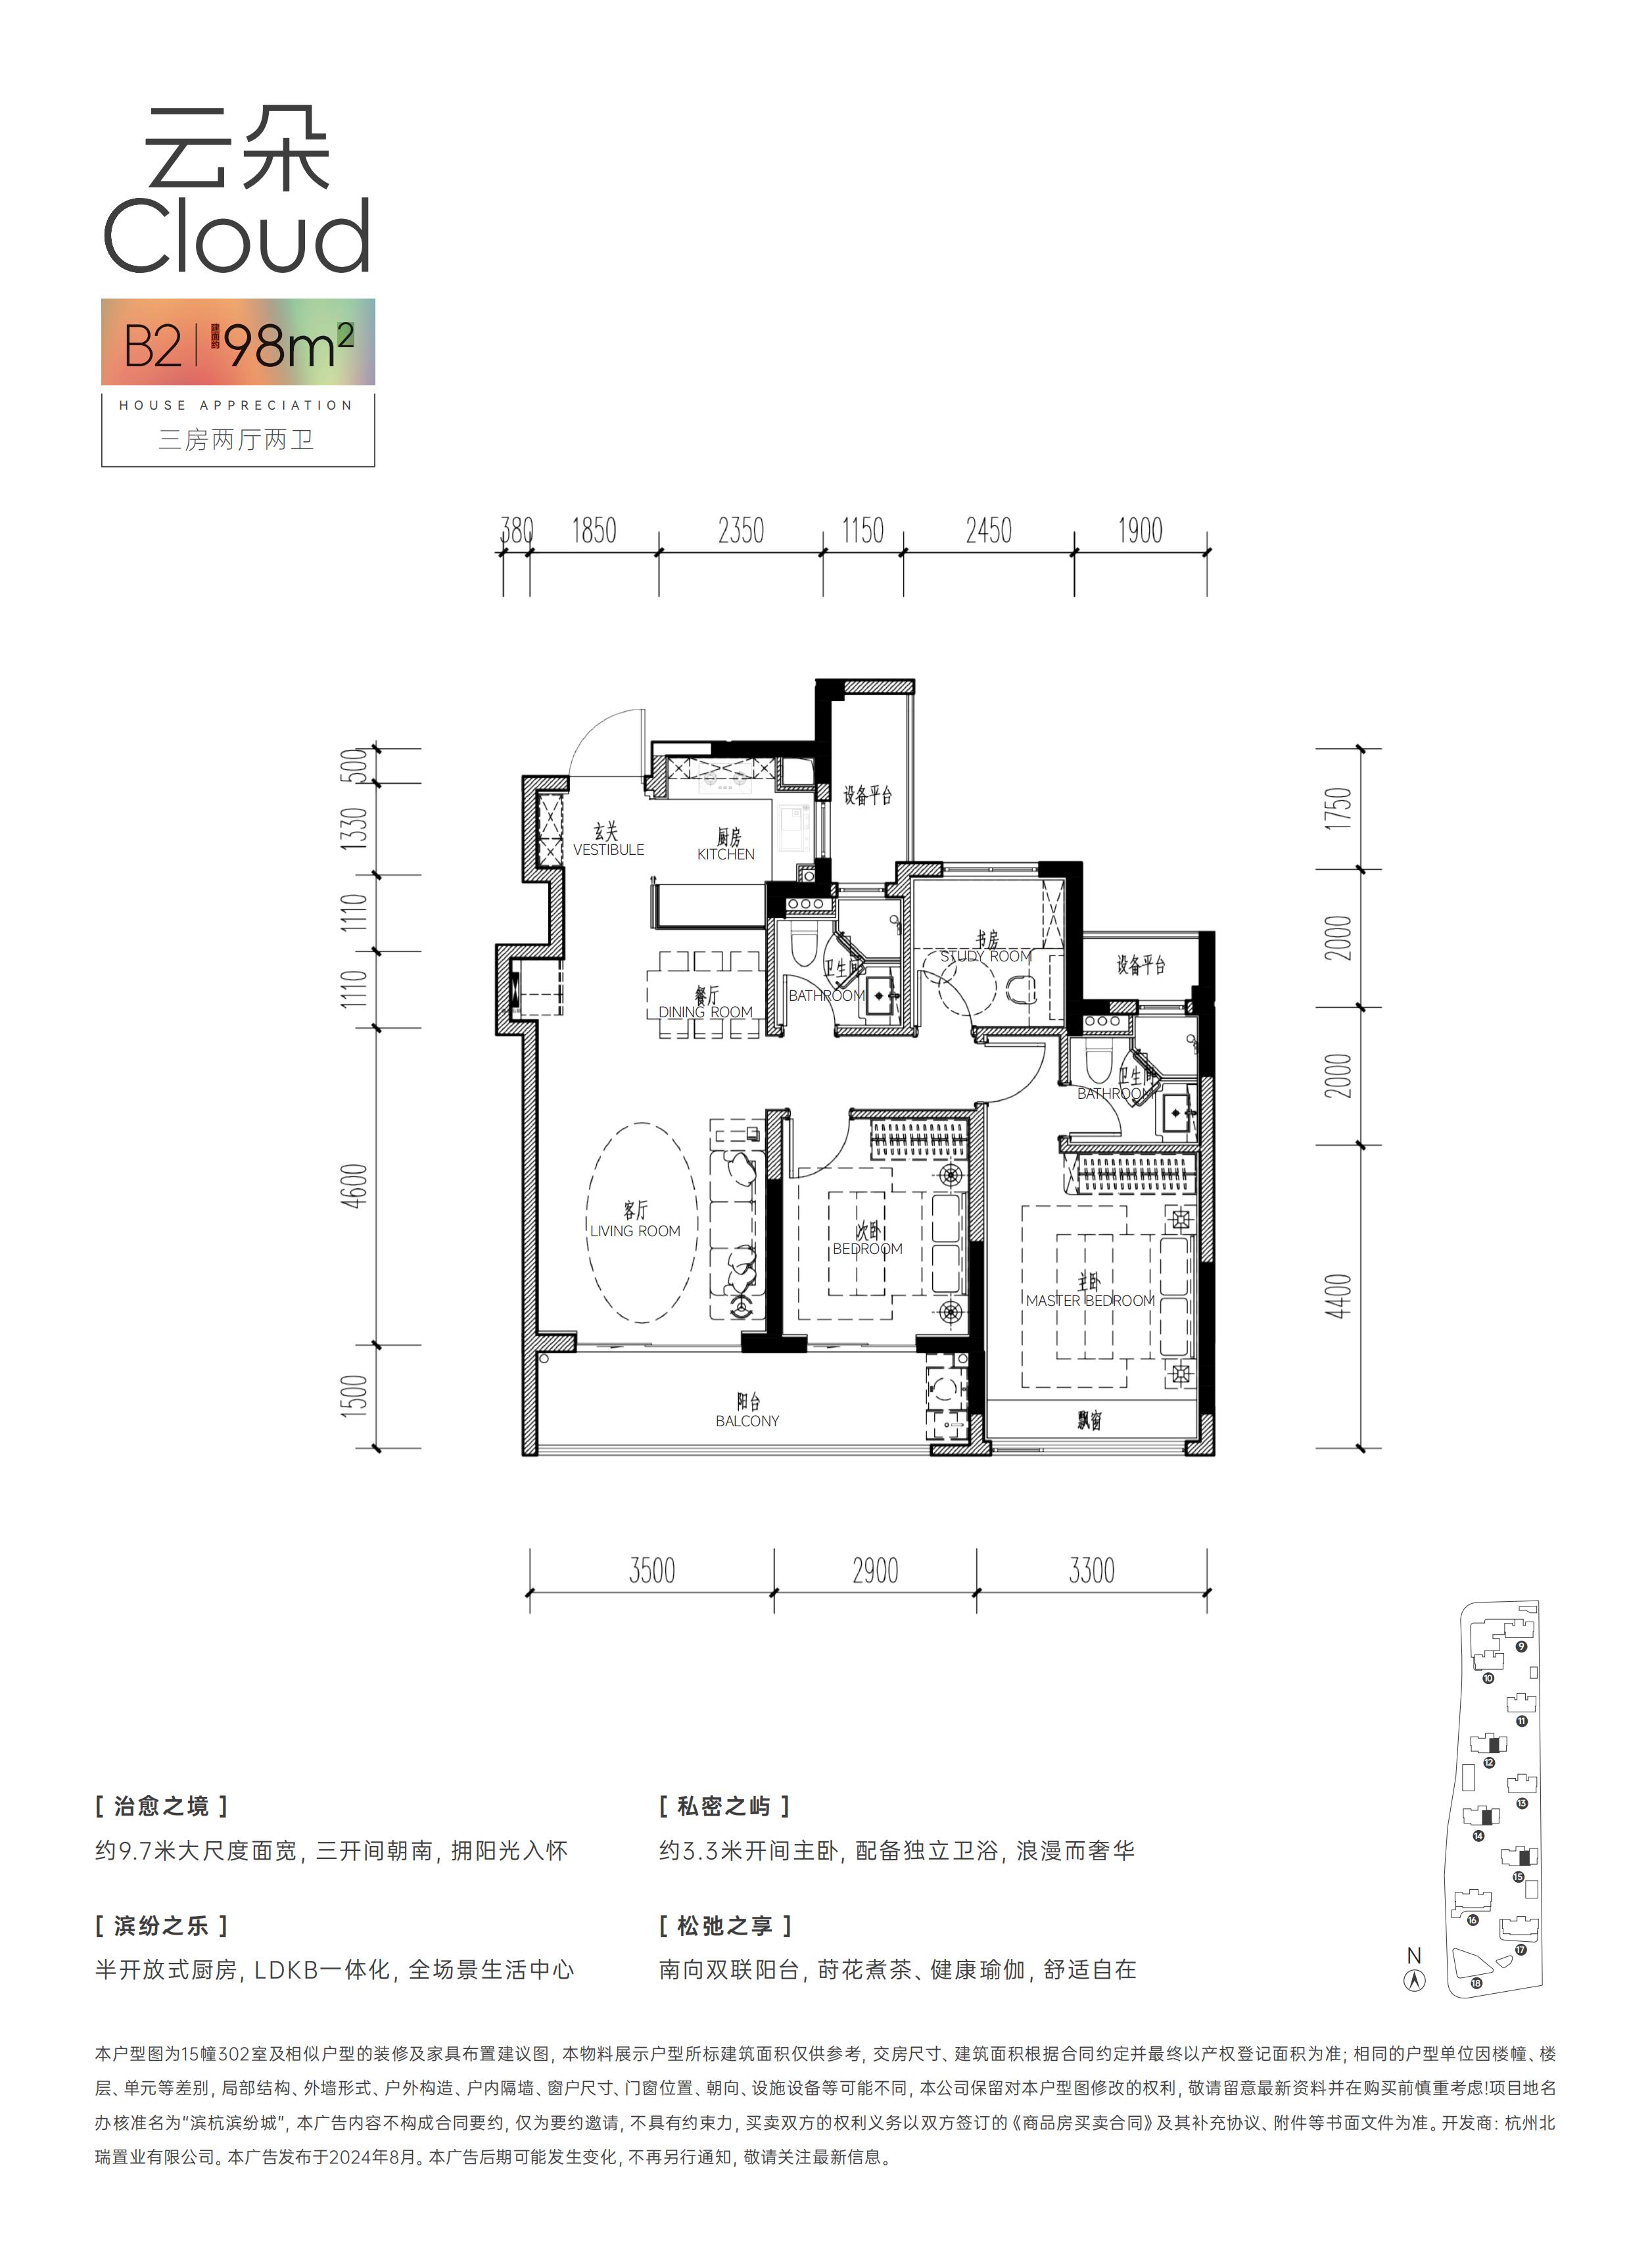 云朵
Cloud
B2 建面约 98m²
HOUSE APPRECIATION
三房两厅两卫
380 1850 2350 1150 2450 1900
500
1330
1110
1110
4600
1500
1750
2000
2000
4400
设备平台
玄关
VESTIBULE
厨房
KITCHEN
书房
STUDY ROOM
设备平台
卫生间
BATHROOM
餐厅
DINING ROOM
卫生间
BATHROOM
客厅
LIVING ROOM
次卧
BEDROOM
主卧
MASTER BEDROOM
阳台
BALCONY
飘窗
3500 2900 3300
9
10
11
12
13
14
15
16
17
18
N
[ 治愈之境 ]
约9.7米大尺度面宽, 三开间朝南, 拥阳光入怀
[ 私密之屿 ]
约3.3米开间主卧, 配备独立卫浴, 浪漫而奢华
[ 滨纷之乐 ]
半开放式厨房, LDKB一体化, 全场景生活中心
[ 松弛之享 ]
南向双联阳台, 莳花煮茶、健康瑜伽, 舒适自在
本户型图为15幢302室及相似户型的装修及家具布置建议图, 本物料展示户型所标建筑面积仅供参考, 交房尺寸、建筑面积根据合同约定并最终以产权登记面积为准; 相同的户型单位因楼幢、楼
层、单元等差别, 局部结构、外墙形式、户外构造、户内隔墙、窗户尺寸、门窗位置、朝向、设施设备等可能不同, 本公司保留对本户型图修改的权利, 敬请留意最新资料并在购买前慎重考虑!项目地名
办核准名为“滨杭滨纷城”, 本广告内容不构成合同要约, 仅为要约邀请, 不具有约束力, 买卖双方的权利义务以双方签订的《商品房买卖合同》及其补充协议、附件等书面文件为准。开发商: 杭州北
瑞置业有限公司。本广告发布于2024年8月。本广告后期可能发生变化, 不再另行通知, 敬请关注最新信息。